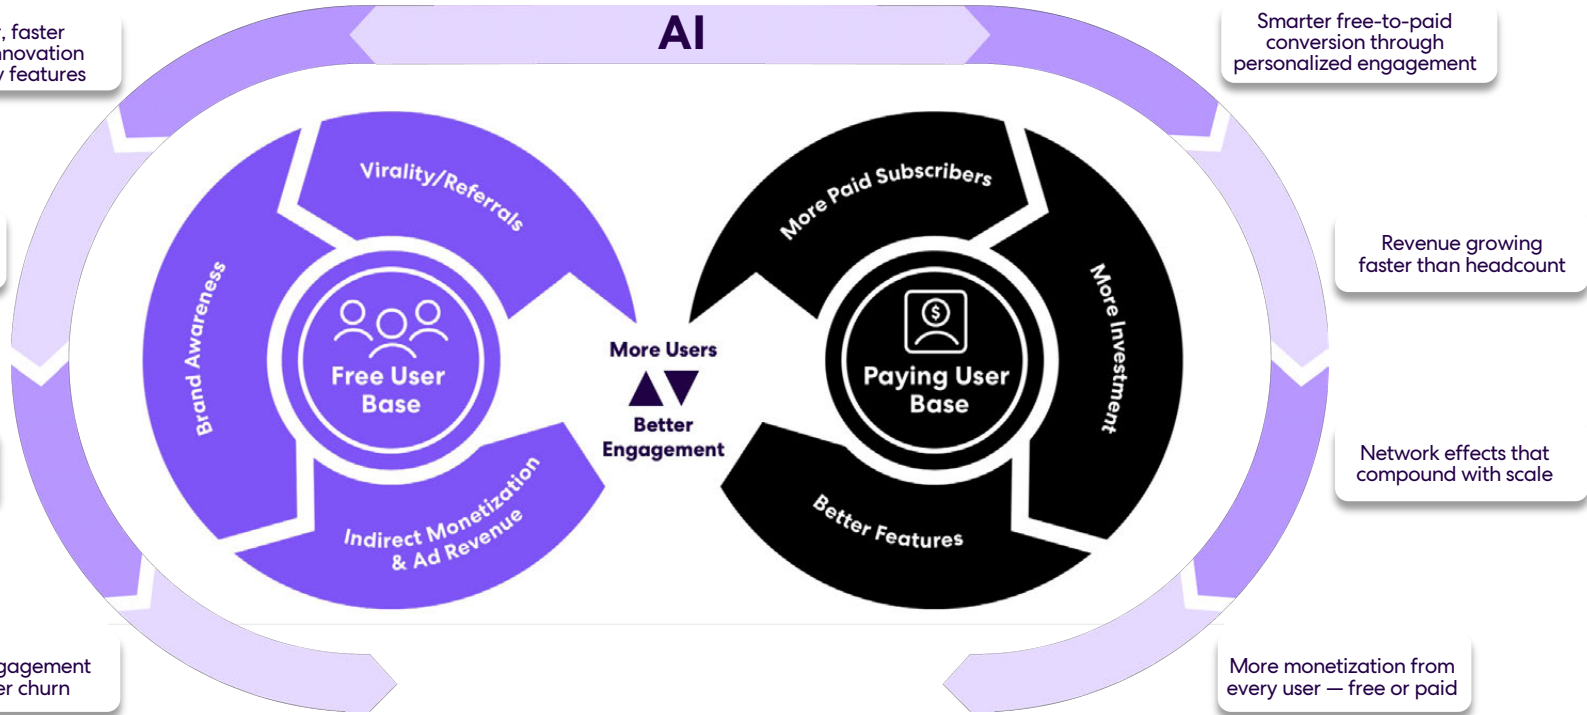 AI
, faster
nnovation
y features
Smarter free-to-paid
conversion through
personalized engagement
Virality/Referrals
Brand Awareness
Free User
Base
Indirect Monetization
& Ad Revenue
More Users
Better
Engagement
More Paid Subscribers
More Investment
$
Paying User
Base
Better Features
Revenue growing
faster than headcount
Network effects that
compound with scale
gagement
er churn
More monetization from
every user — free or paid